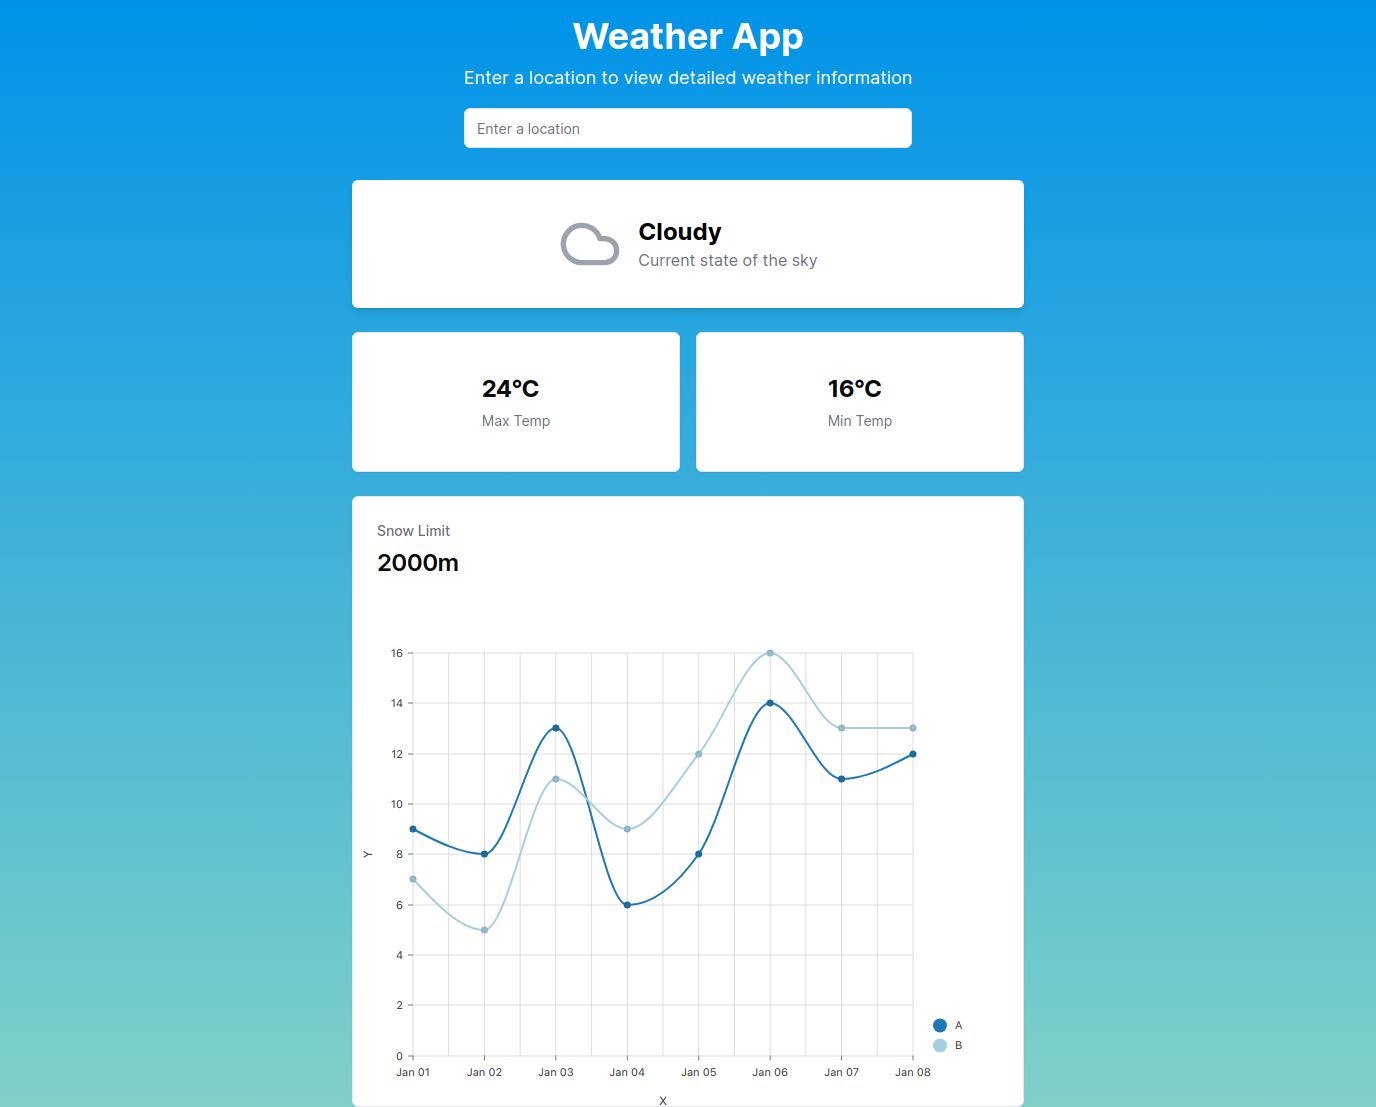 Weather App
Enter a location to view detailed weather information
Enter a location
Cloudy
Current state of the sky
24°C
Max Temp
16°C
Min Temp
Snow Limit
2000m
16
14
12
10
8
6
4
2
0
Y
A
B
Jan 01 Jan 02 Jan 03 Jan 04 Jan 05 Jan 06 Jan 07 Jan 08
X